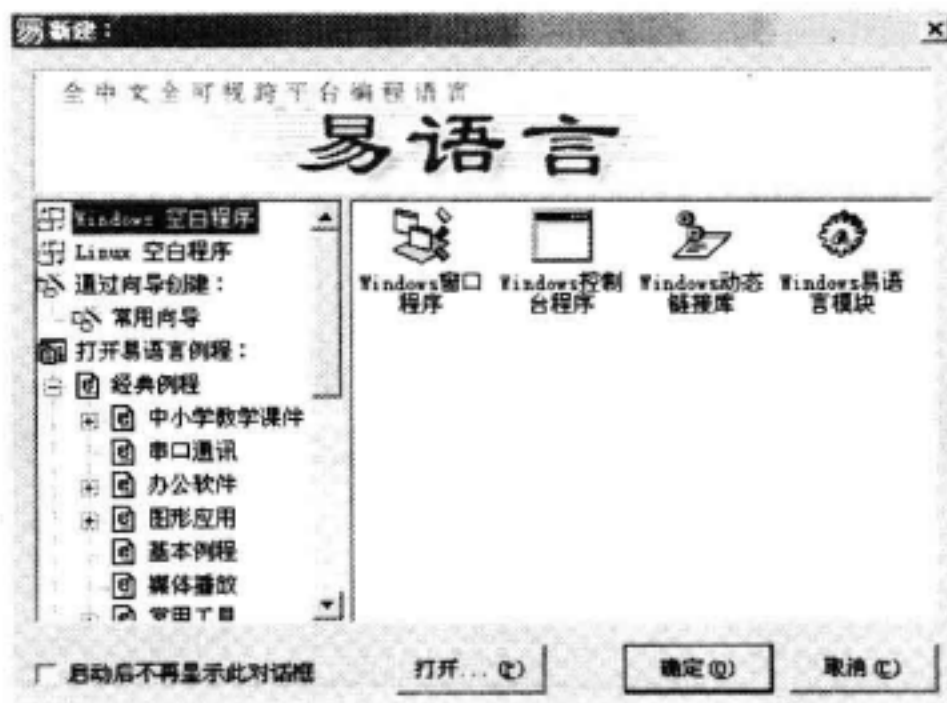 新建：
全中文全可视跨平台编程语言
易语言
Windows 空白程序
Linux 空白程序
通过向导创建：
常用向导
打开易语言例程：
经典例程
中小学教学课件
串口通讯
办公软件
图形应用
基本例程
媒体播放
常用工具
Windows窗口
程序
Windows控制
台程序
Windows动态
链接库
Windows易语
言模块
启动后不再显示此对话框
打开... (P)
确定(O)
取消(C)